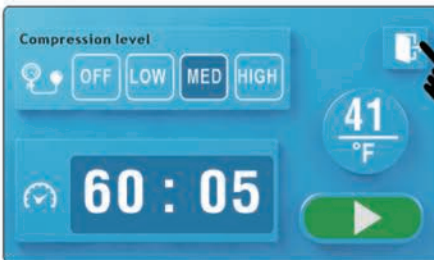 Compression level
OFF LOW MED HIGH
41
°F
60 : 05